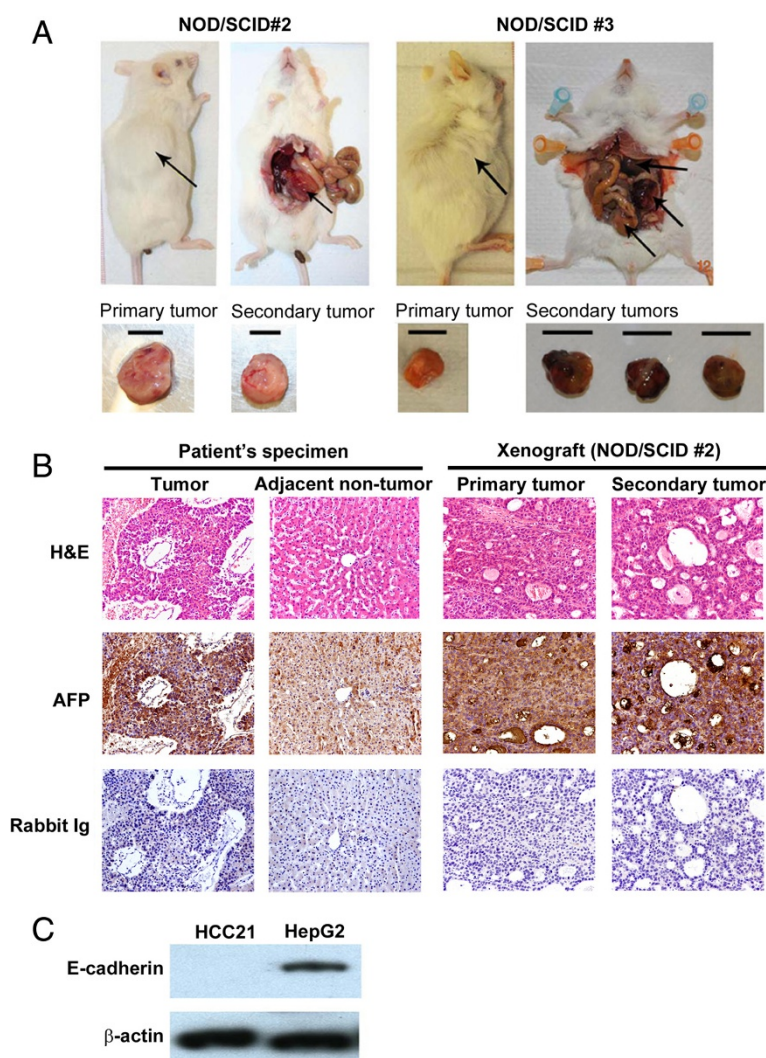 A
NOD/SCID#2
NOD/SCID #3
Primary tumor
Secondary tumor
Primary tumor
Secondary tumors
B
Patient's specimen
Xenograft (NOD/SCID #2)
Tumor
Adjacent non-tumor
Primary tumor
Secondary tumor
H&E
AFP
Rabbit Ig
C
HCC21
HepG2
E-cadherin
β-actin